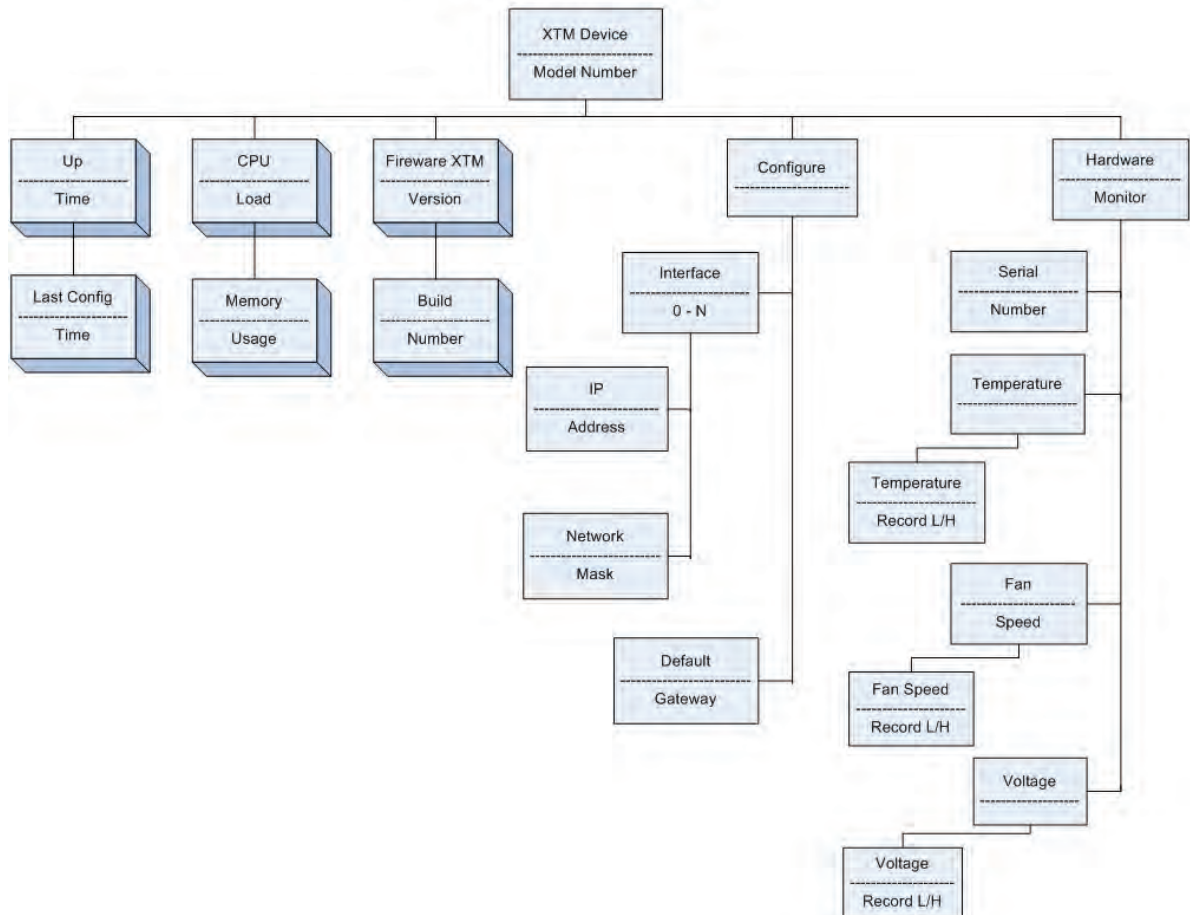 XTM Device
Model Number
Up
Time
CPU
Load
Fireware XTM
Version
Configure
Hardware
Monitor
Last Config
Time
Memory
Usage
Build
Number
Interface
0 - N
IP
Address
Network
Mask
Default
Gateway
Serial
Number
Temperature
Temperature
Record L/H
Fan
Speed
Fan Speed
Record L/H
Voltage
Voltage
Record L/H